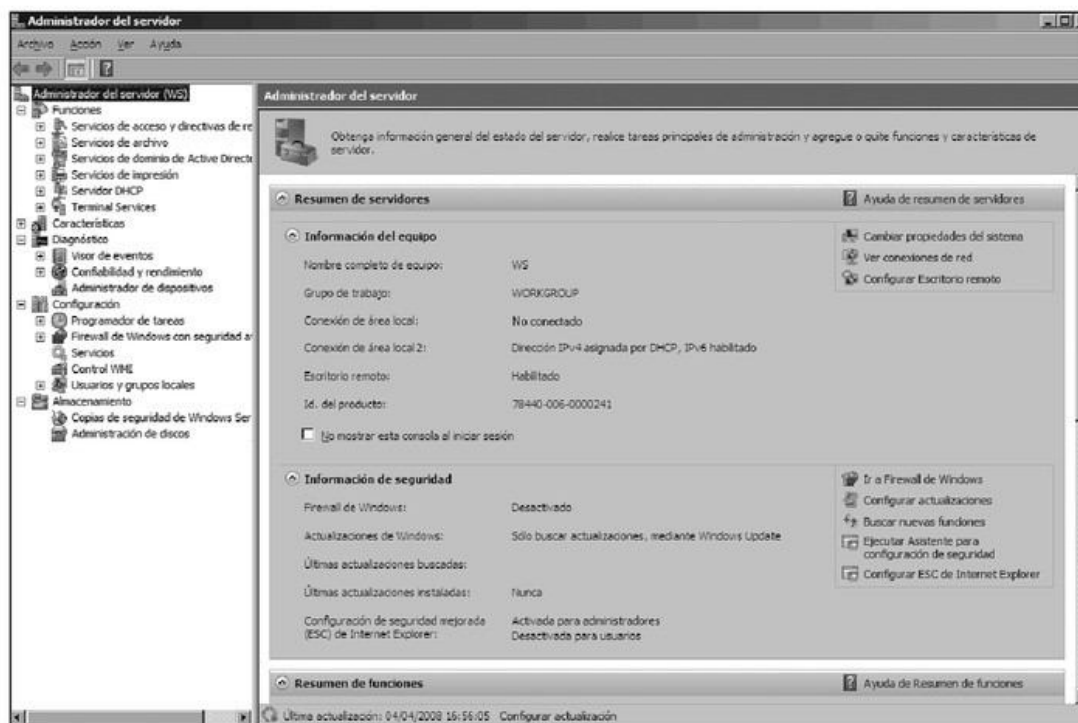 Administrador del servidor
Archivo Acción Ver Ayuda
Administrador del servidor (WS)
Funciones
Servicios de acceso y directivas de re
Servicios de archivo
Servicios de dominio de Active Directo
Servicios de impresión
Servidor DHCP
Terminal Services
Características
Diagnóstico
Visor de eventos
Confiabilidad y rendimiento
Administrador de dispositivos
Configuración
Programador de tareas
Firewall de Windows con seguridad a
Servicios
Control WMI
Usuarios y grupos locales
Almacenamiento
Copias de seguridad de Windows Ser
Administración de discos
Administrador del servidor
Obtenga información general del estado del servidor, realice tareas principales de administración y agregue o quite funciones y características de
servidor.
Resumen de servidores
Ayuda de resumen de servidores
Información del equipo
Nombre completo de equipo: WS
Grupo de trabajo: WORKGROUP
Conexión de área local: No conectado
Conexión de área local 2: Dirección IPv4 asignada por DHCP, IPv6 habilitado
Escritorio remoto: Habilitado
Id. del producto: 78440-006-0000241
No mostrar esta consola al iniciar sesión
Cambiar propiedades del sistema
Ver conexiones de red
Configurar Escritorio remoto
Información de seguridad
Firewall de Windows: Desactivado
Actualizaciones de Windows: Sólo buscar actualizaciones, mediante Windows Update
Últimas actualizaciones buscadas:
Últimas actualizaciones instaladas: Nunca
Configuración de seguridad mejorada Activada para administradores
(ESC) de Internet Explorer: Desactivada para usuarios
Ir a Firewall de Windows
Configurar actualizaciones
Buscar nuevas funciones
Ejecutar Asistente para
configuración de seguridad
Configurar ESC de Internet Explorer
Resumen de funciones
Ayuda de Resumen de funciones
Última actualización: 04/04/2008 16:56:05 Configurar actualización